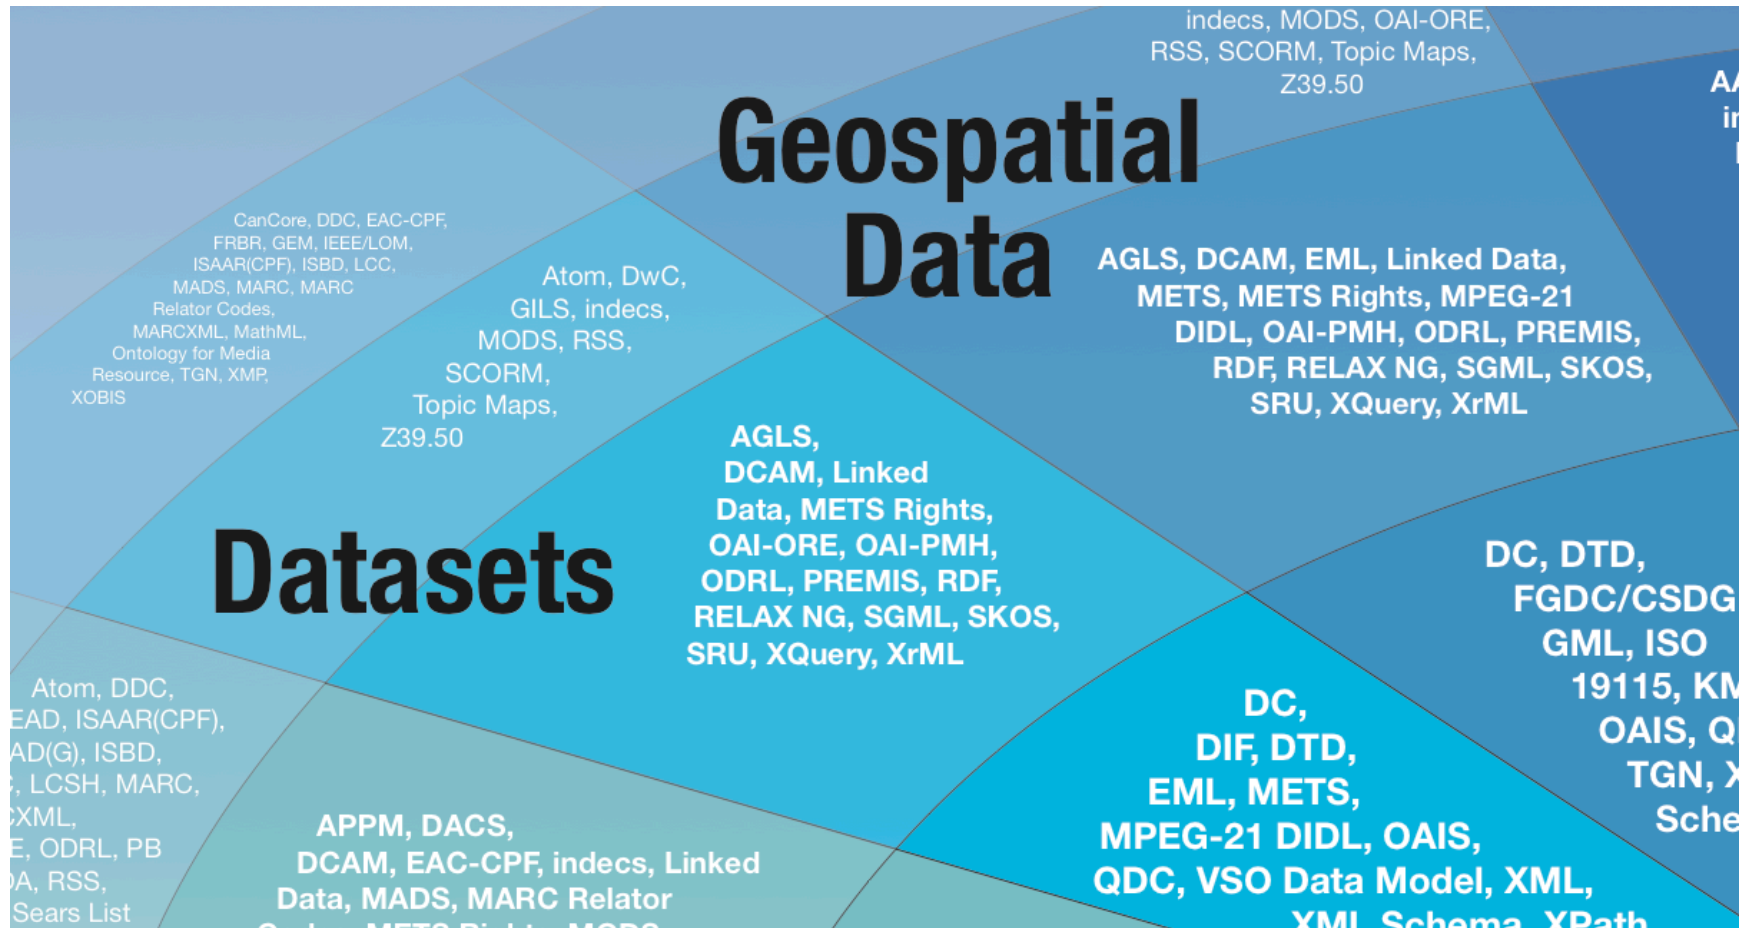 indecs, MODS, OAI-ORE,
RSS, SCORM, Topic Maps,
Z39.50
Geospatial
Data
AGLS, DCAM, EML, Linked Data,
METS, METS Rights, MPEG-21
DIDL, OAI-PMH, ODRL, PREMIS,
RDF, RELAX NG, SGML, SKOS,
SRU, XQuery, XrML
CanCore, DDC, EAC-CPF,
FRBR, GEM, IEEE/LOM,
ISAAR(CPF), ISBD, LCC,
MADS, MARC, MARC
Relator Codes,
MARCXML, MathML,
Ontology for Media
Resource, TGN, XMP,
XOBIS
Atom, DwC,
GILS, indecs,
MODS, RSS,
SCORM,
Topic Maps,
Z39.50
Datasets
AGLS,
DCAM, Linked
Data, METS Rights,
OAI-ORE, OAI-PMH,
ODRL, PREMIS, RDF,
RELAX NG, SGML, SKOS,
SRU, XQuery, XrML
DC, DTD,
FGDC/CSDG
GML, ISO
19115,
OAIS,
TGN,
DC,
DIF, DTD,
EML, METS,
MPEG-21 DIDL, OAIS,
QDC, VSO Data Model, XML,
XML Schema, XPath
Atom, DDC,
EAD, ISAAR(CPF),
ISBD,
LCSH, MARC,
ODRL, PB
RSS,
Sears List
APPM, DACS,
DCAM, EAC-CPF, indecs, Linked
Data, MADS, MARC Relator
Codes, METS Rights, MODS